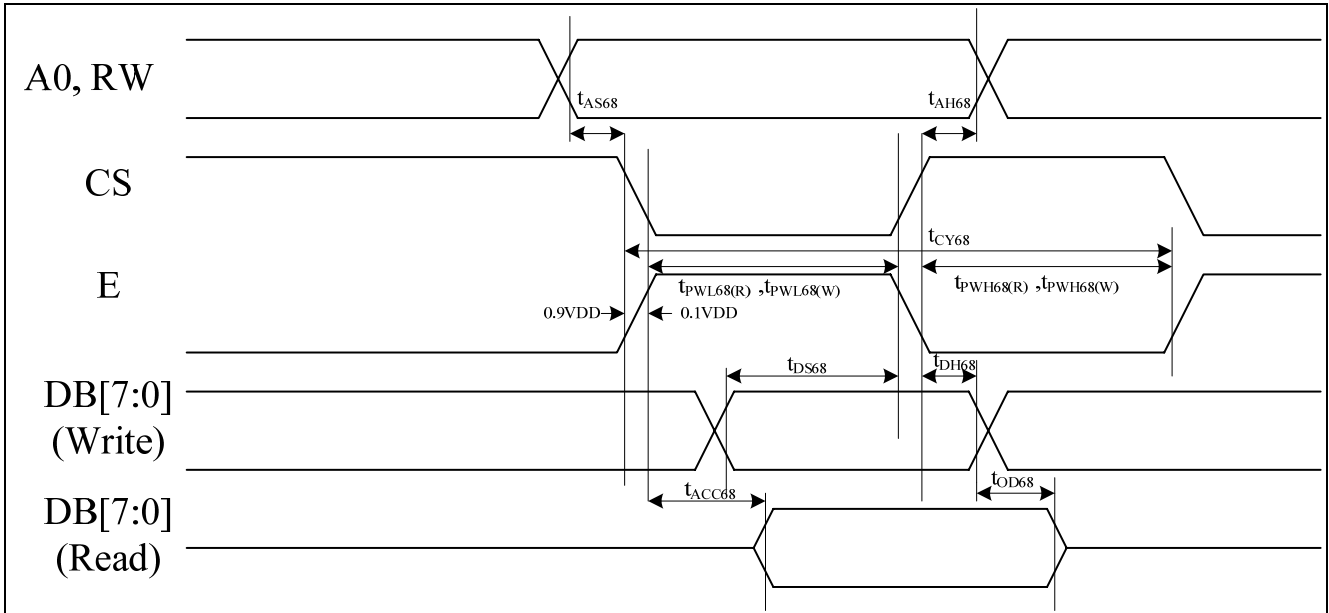 A0, RW
tAS68
tAH68
CS
tCY68
E
tPWL68(R) ,tPWL68(W)
tPWH68(R) ,tPWH68(W)
0.9VDD
0.1VDD
tDS68
tDH68
DB[7:0]
(Write)
tACC68
tOD68
DB[7:0]
(Read)